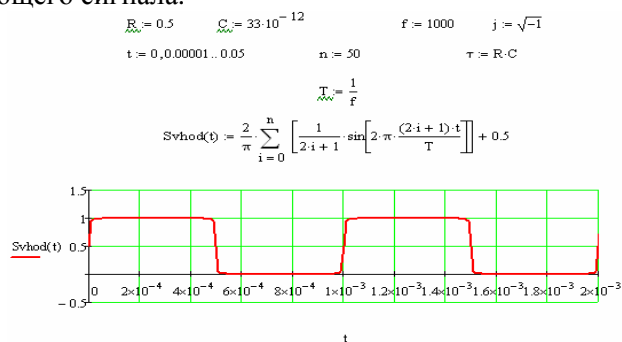 ощего сигнала.
R := 0.5 C := 33·10^-12 f := 1000 j := √-1
t := 0,0.00001..0.05 n := 50 τ := R·C
T := 1/f
Svhod(t) := 2/π · ∑_{i = 0}^{n} [1/(2·i + 1) · sin[2·π · (2·i + 1)·t/T]] + 0.5
1.5
1
Svhod(t) 0.5
0 2×10^-4 4×10^-4 6×10^-4 8×10^-4 1×10^-3 1.2×10^-3 1.4×10^-3 1.6×10^-3 1.8×10^-3 2×10^-3
− 0.5
t